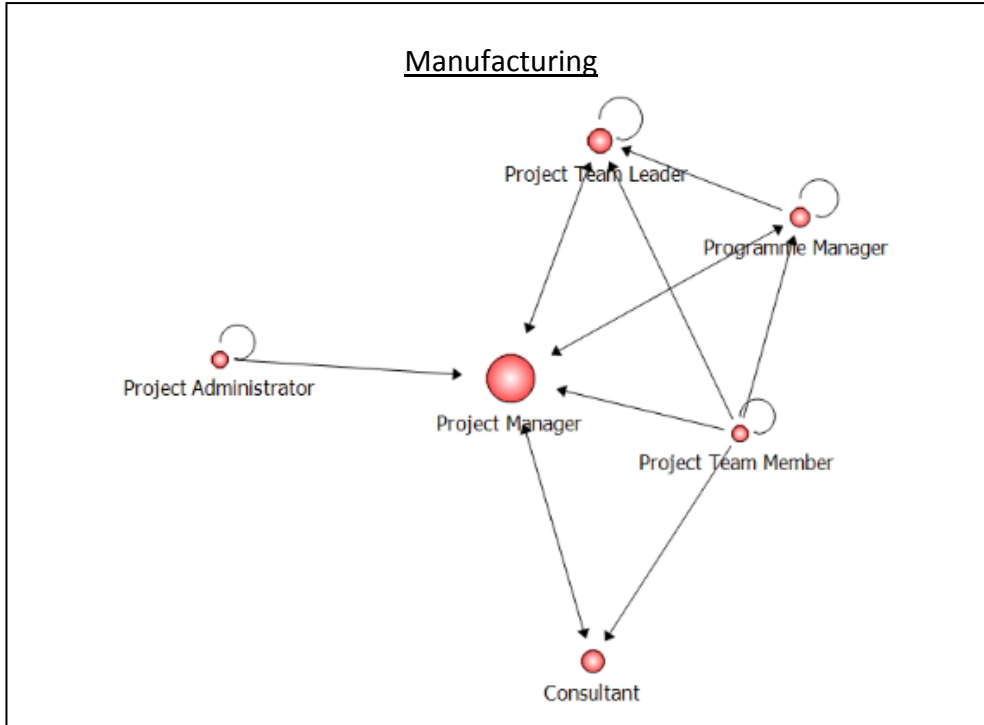 Manufacturing
Project Team Leader
Programme Manager
Project Administrator
Project Manager
Project Team Member
Consultant